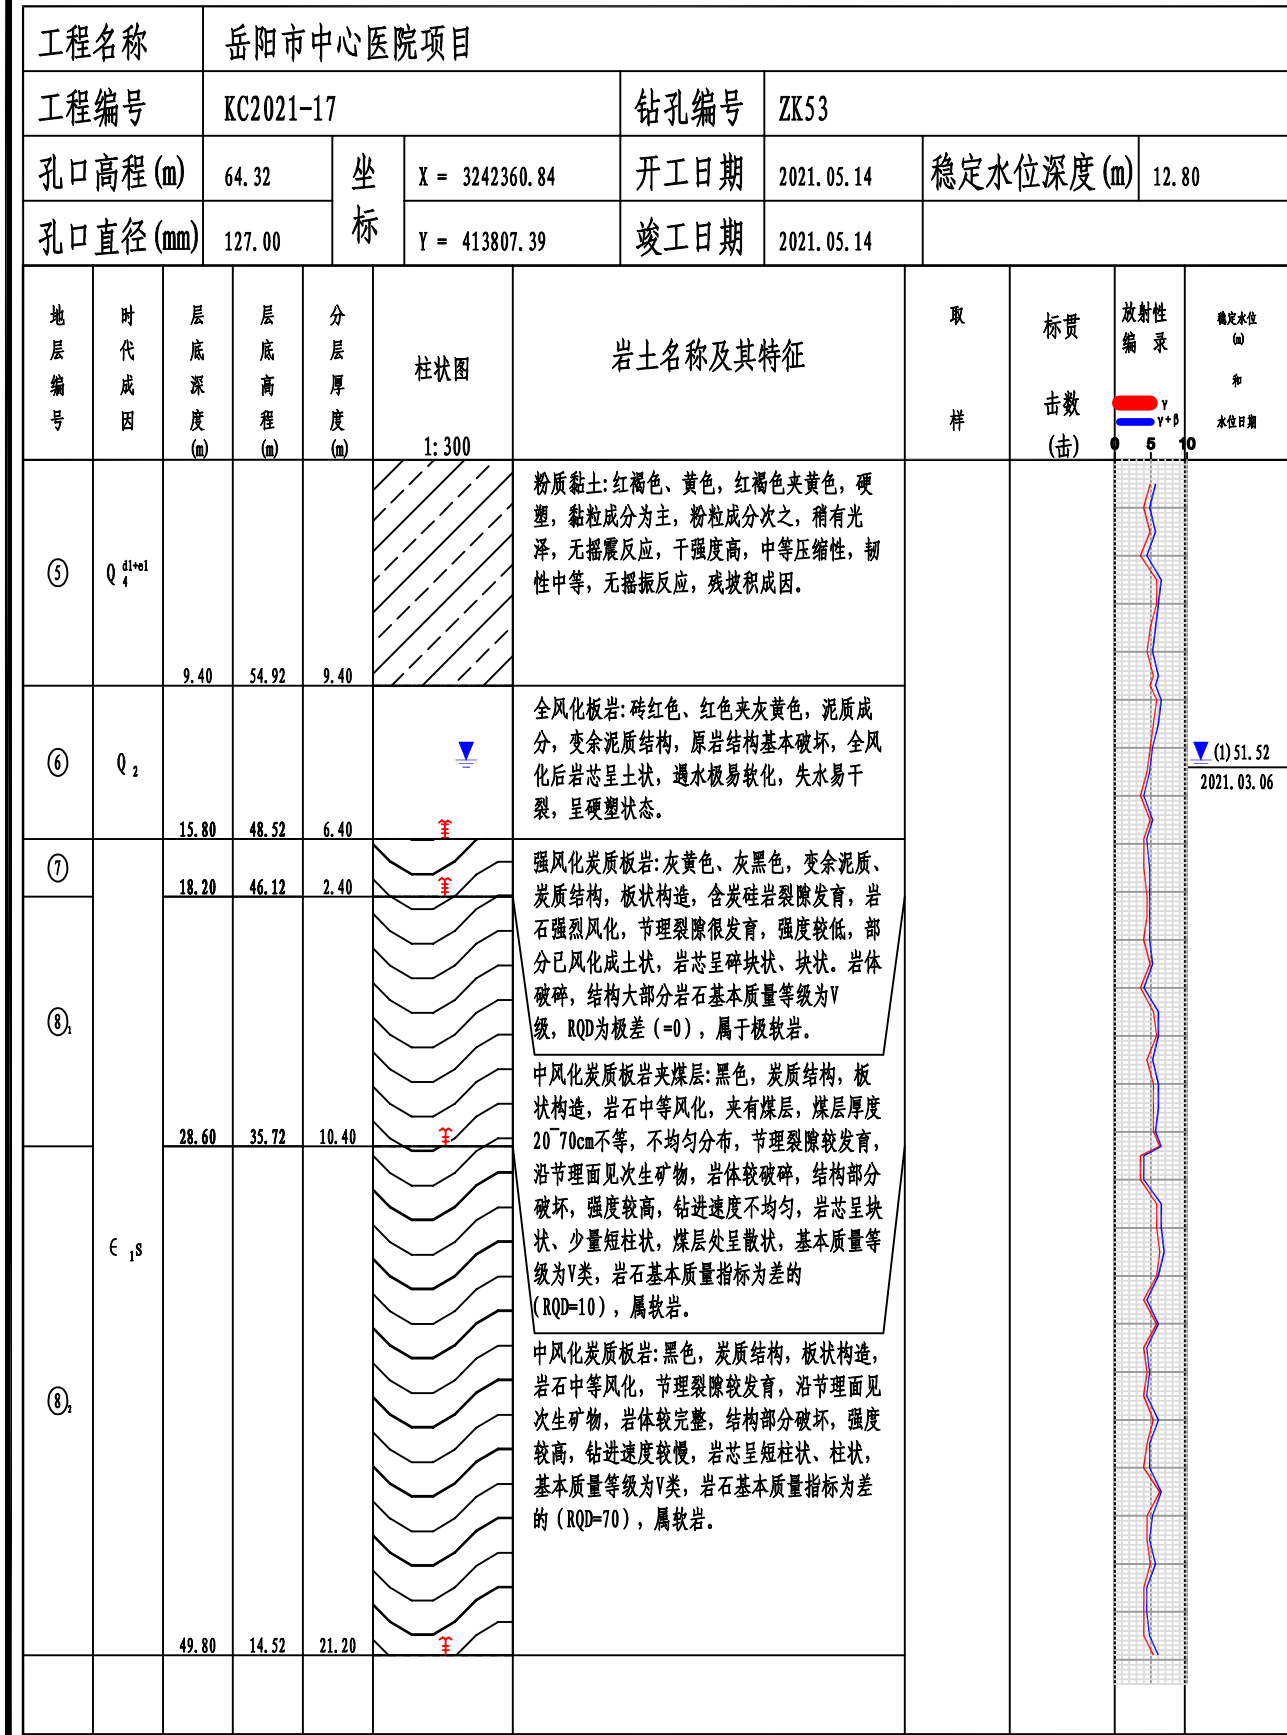 工程名称 岳阳市中心医院项目
工程编号 KC2021-17 钻孔编号 ZK53
孔口高程(m) 64.32 坐标 X = 3242360.84 开工日期 2021.05.14 稳定水位深度(m) 12.80
孔口直径(mm) 127.00 Y = 413807.39 竣工日期 2021.05.14
地层编号 时代成因 层底深度(m) 层底高程(m) 分层厚度(m) 柱状图 1:300 岩土名称及其特征 取样 标贯击数(击) 放射性编录 稳定水位(m)和水位日期
γ
γ+β
0 5 10
粉质黏土:红褐色、黄色,红褐色夹黄色,硬
塑,黏粒成分为主,粉粒成分次之,稍有光
泽,无摇震反应,干强度高,中等压缩性,韧
性中等,无摇振反应,残坡积成因。
⑤ Q4 dl+el
9.40 54.92 9.40
全风化板岩:砖红色、红色夹灰黄色,泥质成
分,变余泥质结构,原岩结构基本破坏,全风
化后岩芯呈土状,遇水极易软化,失水易干
裂,呈硬塑状态。
⑥ Q2
(1)51.52
2021.03.06
15.80 48.52 6.40
⑦
18.20 46.12 2.40
强风化炭质板岩:灰黄色、灰黑色,变余泥质、
炭质结构,板状构造,含炭硅岩裂隙发育,岩
石强烈风化,节理裂隙很发育,强度较低,部
分已风化成土状,岩芯呈碎块状、块状。岩体
破碎,结构大部分岩石基本质量等级为V
级,RQD为极差(=0),属于极软岩。
⑧1
28.60 35.72 10.40
中风化炭质板岩夹煤层:黑色,炭质结构,板
状构造,岩石中等风化,夹有煤层,煤层厚度
20~70cm不等,不均匀分布,节理裂隙较发育,
沿节理面见次生矿物,岩体较破碎,结构部分
破坏,强度较高,钻进速度不均匀,岩芯呈块
状、少量短柱状,煤层处呈散状,基本质量等
级为V类,岩石基本质量指标为差的
(RQD=10),属软岩。
∈1s
中风化炭质板岩:黑色,炭质结构,板状构造,
岩石中等风化,节理裂隙较发育,沿节理面见
次生矿物,岩体较完整,结构部分破坏,强度
较高,钻进速度较慢,岩芯呈短柱状、柱状,
基本质量等级为V类,岩石基本质量指标为差
的(RQD=70),属软岩。
⑧2
49.80 14.52 21.20